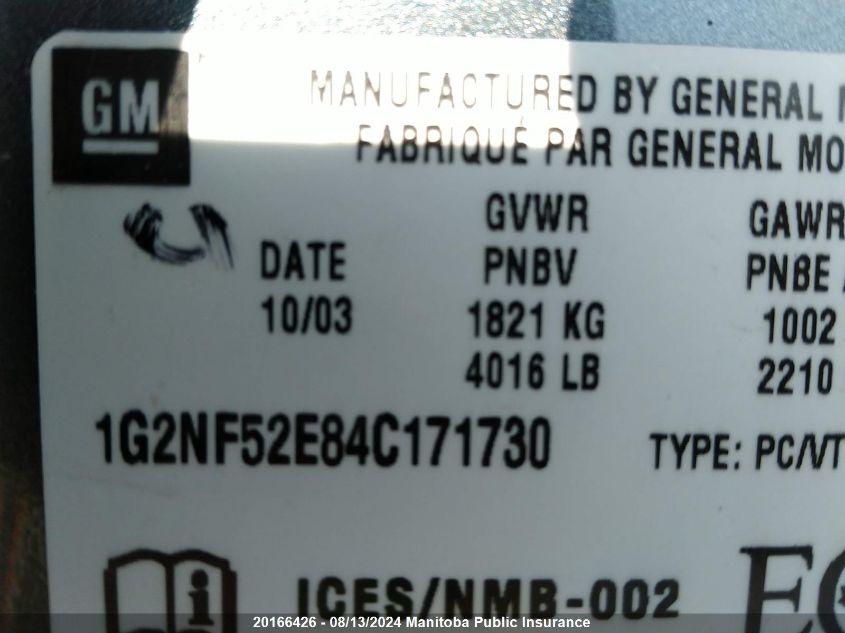 GM
MANUFACTURED BY GENERAL
FABRIQUÉ PAR GENERAL MO
GVWR GAWR
DATE PNBV PNBE
10/03 1821 KG 1002
4016 LB 2210
1G2NF52E84C171730 TYPE: PC/VT
i ICES/NMB-002
20166426 - 08/13/2024 Manitoba Public Insurance